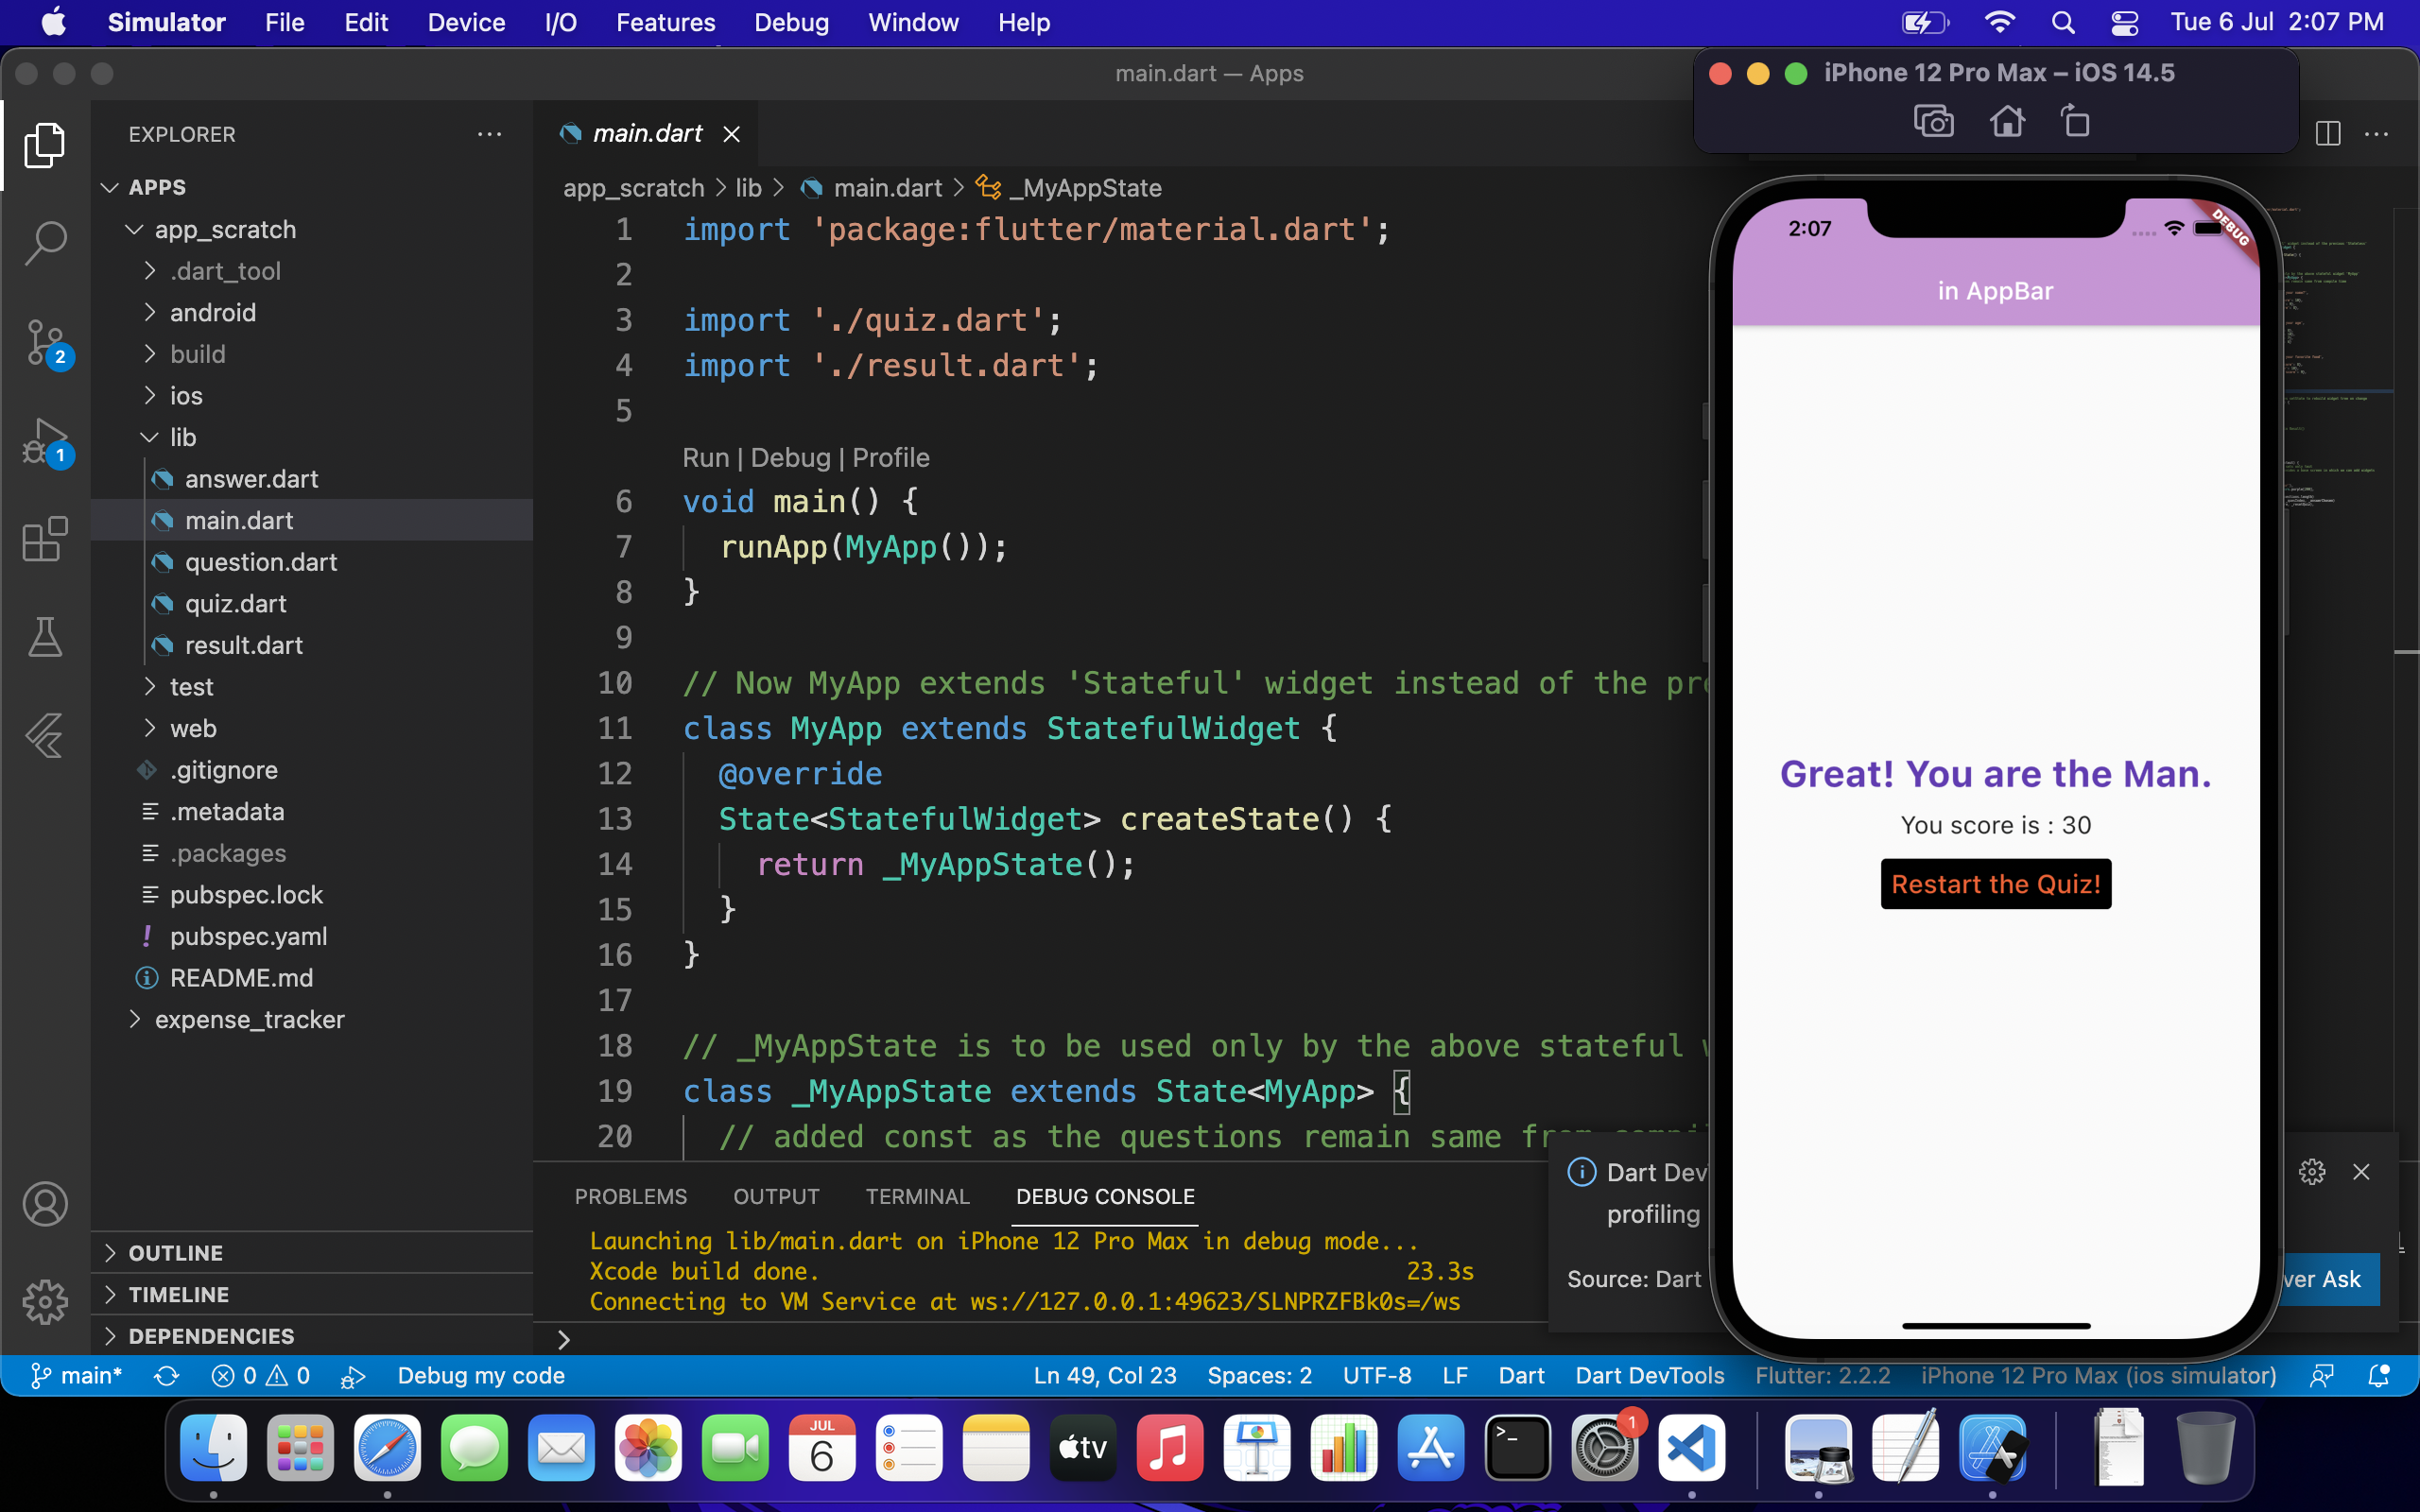 Simulator File Edit Device I/O Features Debug Window Help Tue 6 Jul 2:07 PM
main.dart — Apps
EXPLORER
APPS
app_scratch
.dart_tool
android
build
ios
lib
answer.dart
main.dart
question.dart
quiz.dart
result.dart
test
web
.gitignore
.metadata
.packages
pubspec.lock
pubspec.yaml
README.md
expense_tracker
OUTLINE
TIMELINE
DEPENDENCIES
2
1
main.dart
app_scratch > lib > main.dart > _MyAppState
1 import 'package:flutter/material.dart';
2
3 import './quiz.dart';
4 import './result.dart';
5
Run | Debug | Profile
6 void main() {
7 runApp(MyApp());
8 }
9
10 // Now MyApp extends 'Stateful' widget instead of the
11 class MyApp extends StatefulWidget {
12 @override
13 State<StatefulWidget> createState() {
14 return _MyAppState();
15 }
16 }
17
18 // _MyAppState is to be used only by the above stateful
19 class _MyAppState extends State<MyApp> {
20 // added const as the questions remain same
PROBLEMS OUTPUT TERMINAL DEBUG CONSOLE
Launching lib/main.dart on iPhone 12 Pro Max in debug mode...
Xcode build done. 23.3s
Connecting to VM Service at ws://127.0.0.1:49623/SLNPRZFBk0s=/ws
Dart Dev
profiling
Source: Dart
ver Ask
iPhone 12 Pro Max – iOS 14.5
2:07
DEBUG
in AppBar
Great! You are the Man.
You score is : 30
Restart the Quiz!
main* 0 0 Debug my code Ln 49, Col 23 Spaces: 2 UTF-8 LF Dart Dart DevTools Flutter: 2.2.2 iPhone 12 Pro Max (ios simulator)
JUL
6
tv
1